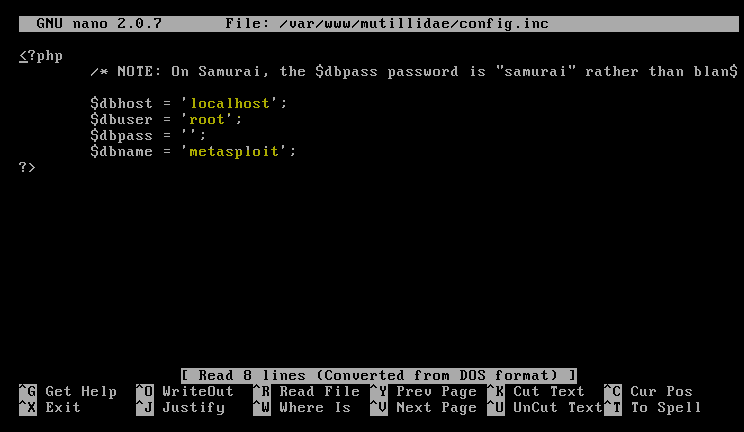 GNU nano 2.0.7 File: /var/www/mutillidae/config.inc
<?php
/* NOTE: On Samurai, the $dbpass password is "samurai" rather than blan$
$dbhost = 'localhost';
$dbuser = 'root';
$dbpass = '';
$dbname = 'metasploit';
?>
[ Read 8 lines (Converted from DOS format) ]
^G Get Help ^O WriteOut ^R Read File ^Y Prev Page ^K Cut Text ^C Cur Pos
^X Exit ^J Justify ^W Where Is ^V Next Page ^U UnCut Text ^T To Spell